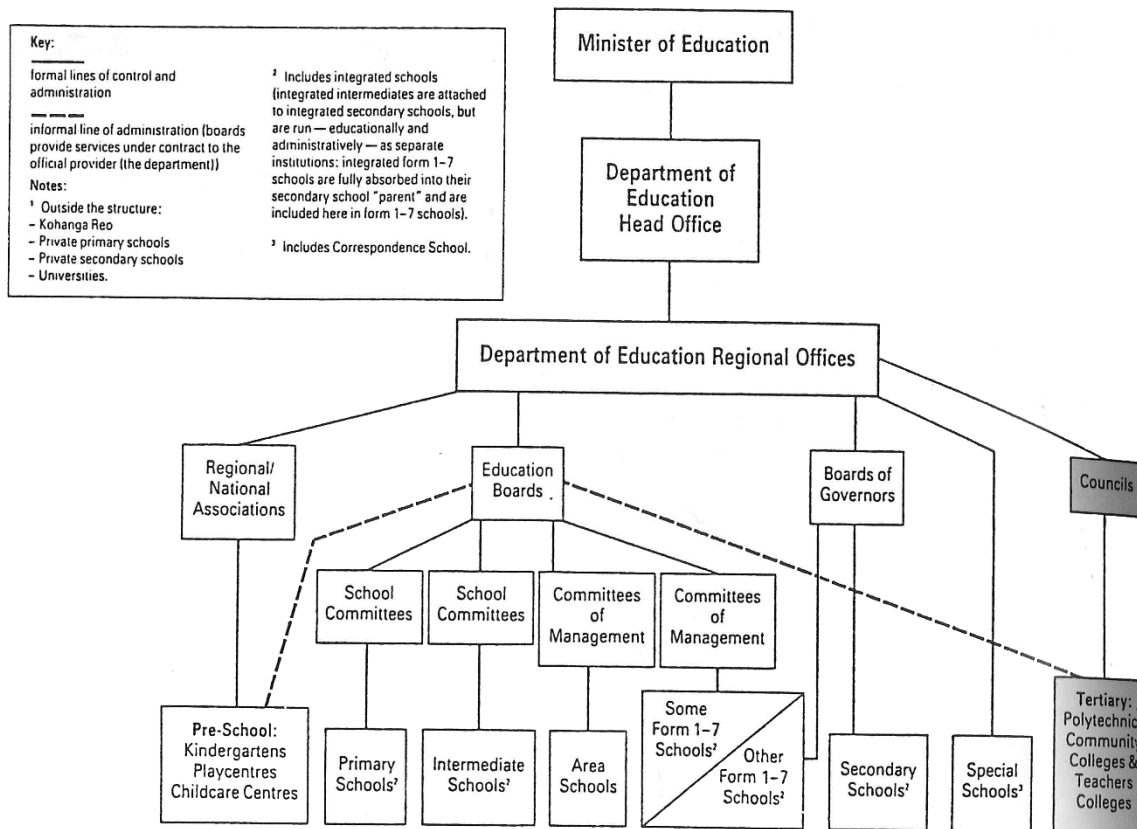 Key:
formal lines of control and
administration
informal line of administration (boards
provide services under contract to the
official provider (the department))
Notes:
¹ Outside the structure:
– Kohanga Reo
– Private primary schools
– Private secondary schools
– Universities.
² Includes integrated schools
(integrated intermediates are attached
to integrated secondary schools, but
are run — educationally and
administratively — as separate
institutions: integrated form 1–7
schools are fully absorbed into their
secondary school "parent" and are
included here in form 1–7 schools).
³ Includes Correspondence School.
Minister of Education
Department of
Education
Head Office
Department of Education Regional Offices
Regional/
National
Associations
Education
Boards
Boards of
Governors
Councils
School
Committees
School
Committees
Committees
of
Management
Committees
of
Management
Pre-School:
Kindergartens
Playcentres
Childcare Centres
Primary
Schools²
Intermediate
Schools²
Area
Schools
Some
Form 1–7
Schools²
Other
Form 1–7
Schools²
Secondary
Schools²
Special
Schools³
Tertiary:
Polytechnic
Community
Colleges &
Teachers
Colleges